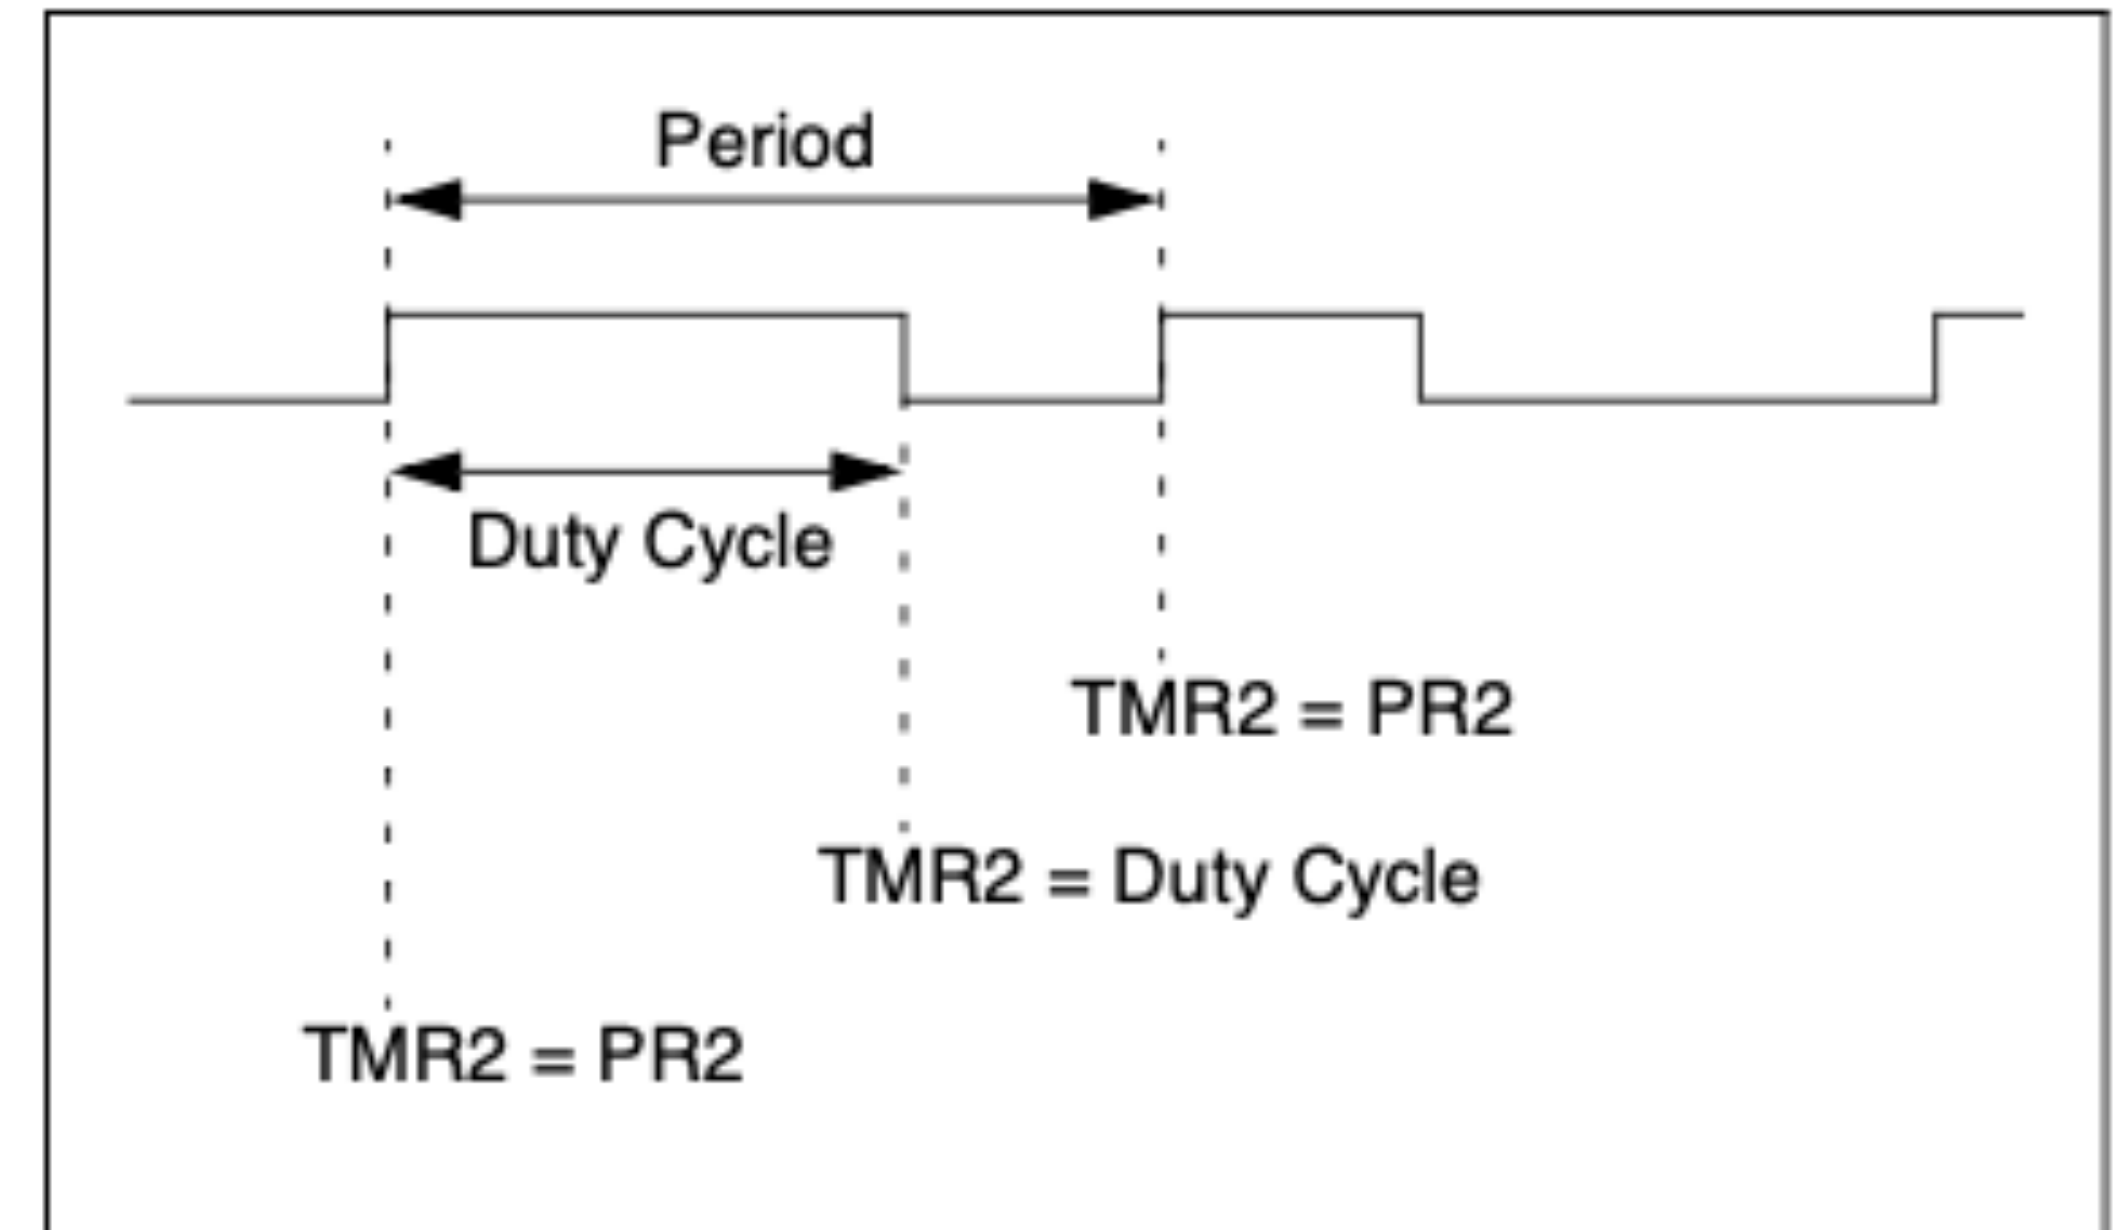 Period
Duty Cycle
TMR2 = PR2
TMR2 = Duty Cycle
TMR2 = PR2